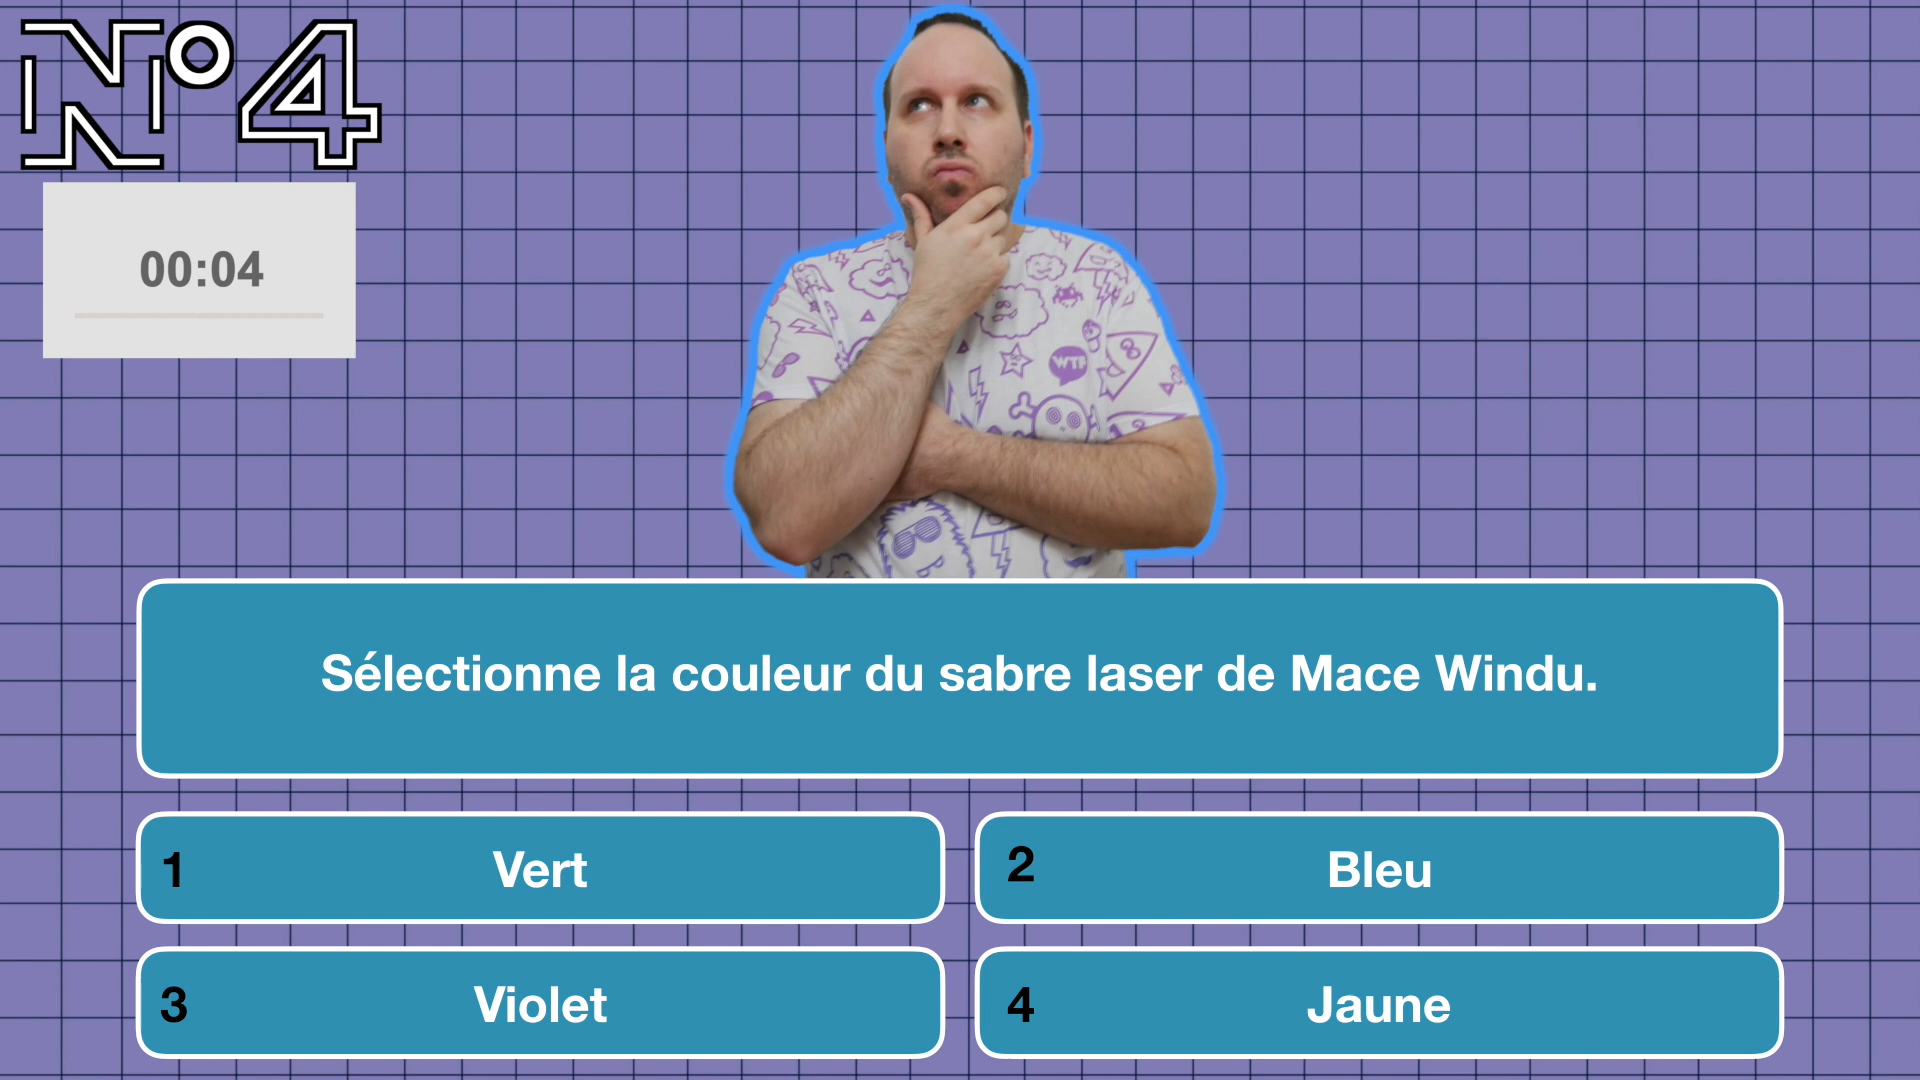 N°4
00:04
WTF
Sélectionne la couleur du sabre laser de Mace Windu.
1 Vert
2 Bleu
3 Violet
4 Jaune